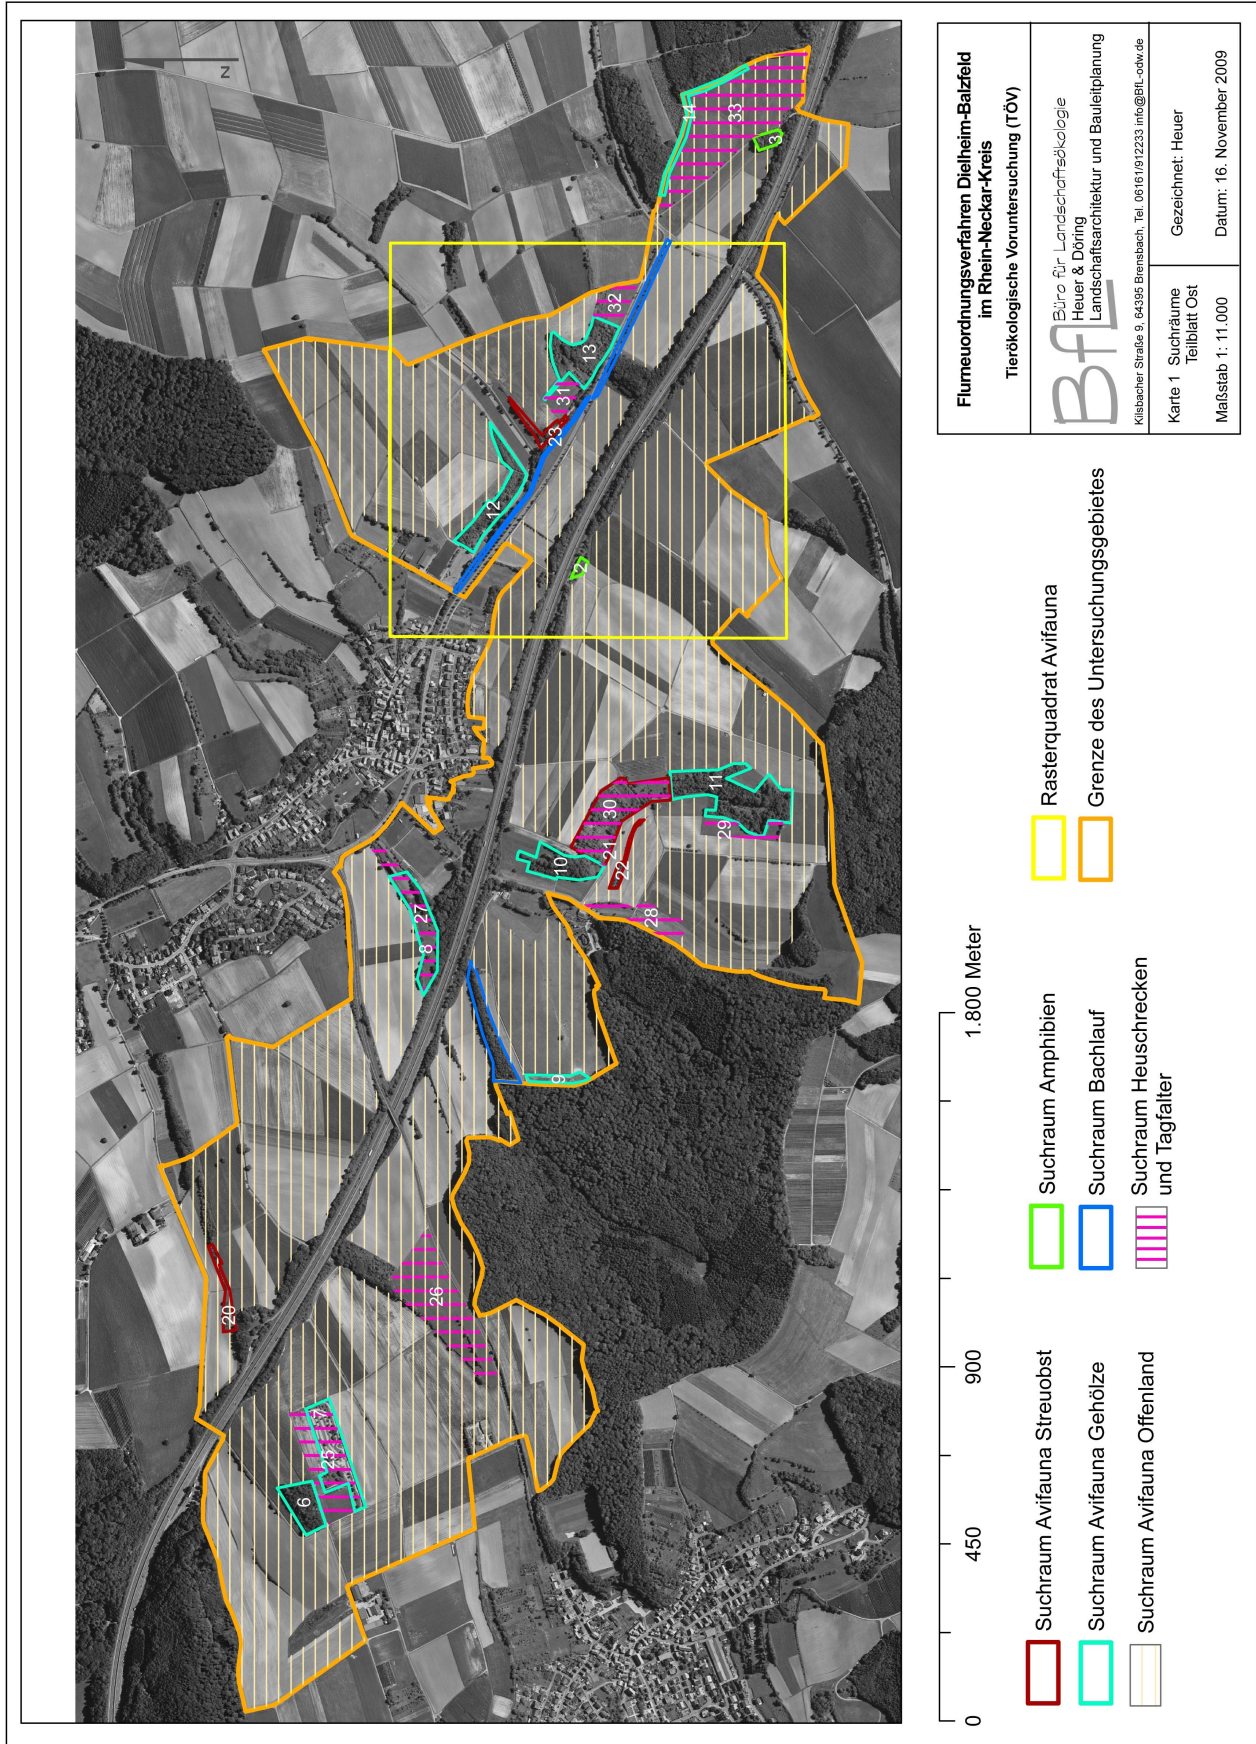 Flurneuordnungsverfahren Dielheim-Balzfeld
im Rhein-Neckar-Kreis
Tierökologische Voruntersuchung (TÖV)
BfL
Büro für Landschaftsökologie
Heuer & Döring
Landschaftsarchitektur und Bauleitplanung
Kilsbacher Straße 9, 64395 Brensbach, Tel. 06161/912233 info@BfL-odw.de
Karte 1 Suchräume
Teilblatt Ost
Gezeichnet: Heuer
Maßstab 1: 11.000
Datum: 16. November 2009
N
6
7
25
20
26
8
27
9
10
28
21
22
30
29
11
2
12
23
31
13
32
14
33
3
0
450
900
1.800 Meter
Suchraum Avifauna Streuobst
Suchraum Avifauna Gehölze
Suchraum Avifauna Offenland
Suchraum Amphibien
Suchraum Bachlauf
Suchraum Heuschrecken
und Tagfalter
Rasterquadrat Avifauna
Grenze des Untersuchungsgebietes